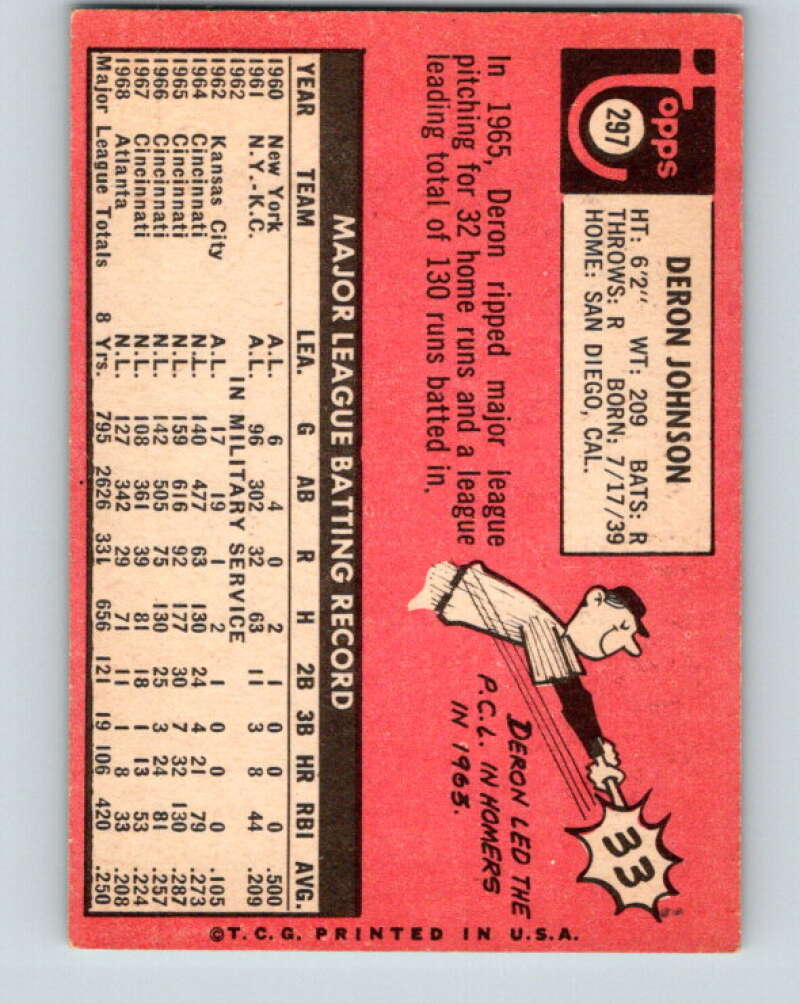 Topps
297
DERON JOHNSON
HT: 6'2" WT: 209 BATS: R
THROWS: R BORN: 7/17/39
HOME: SAN DIEGO, CAL.
In 1965, Deron ripped major league
pitching for 32 home runs and a league
leading total of 130 runs batted in.
33
DERON LED THE
P.C.L. IN HOMERS
IN 1963.
MAJOR LEAGUE BATTING RECORD
YEAR TEAM LEA. G AB R H 2B 3B HR RBI AVG.
1960 New York A.L. 6 4 0 2 1 0 0 0 .500
1961 N.Y.-K.C. A.L. 96 302 32 63 11 3 8 44 .209
1962 IN MILITARY SERVICE
1962 Kansas City A.L. 17 19 1 2 1 0 0 0 .105
1964 Cincinnati N.L. 140 477 63 130 24 4 21 79 .273
1965 Cincinnati N.L. 159 616 92 177 30 7 32 130 .287
1966 Cincinnati N.L. 142 505 75 130 25 3 24 81 .257
1967 Cincinnati N.L. 108 361 39 81 18 1 13 53 .224
1968 Atlanta N.L. 127 342 29 71 11 1 8 33 .208
Major League Totals 8 Yrs. 795 2626 331 656 121 19 106 420 .250
©T.C.G. PRINTED IN U.S.A.